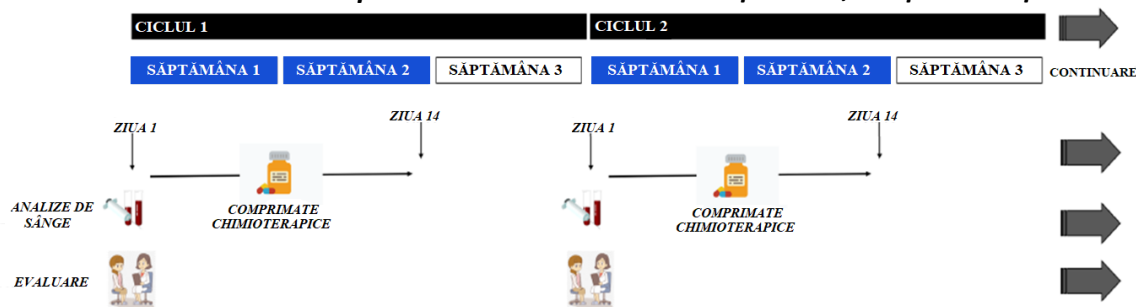 CICLUL 1 CICLUL 2
SĂPTĂMÂNA 1 SĂPTĂMÂNA 2 SĂPTĂMÂNA 3 SĂPTĂMÂNA 1 SĂPTĂMÂNA 2 SĂPTĂMÂNA 3 CONTINUARE
ZIUA 1 ZIUA 14 ZIUA 1 ZIUA 14
ANALIZE DE
SÂNGE
COMPRIMATE
CHIMIOTERAPICE
COMPRIMATE
CHIMIOTERAPICE
EVALUARE